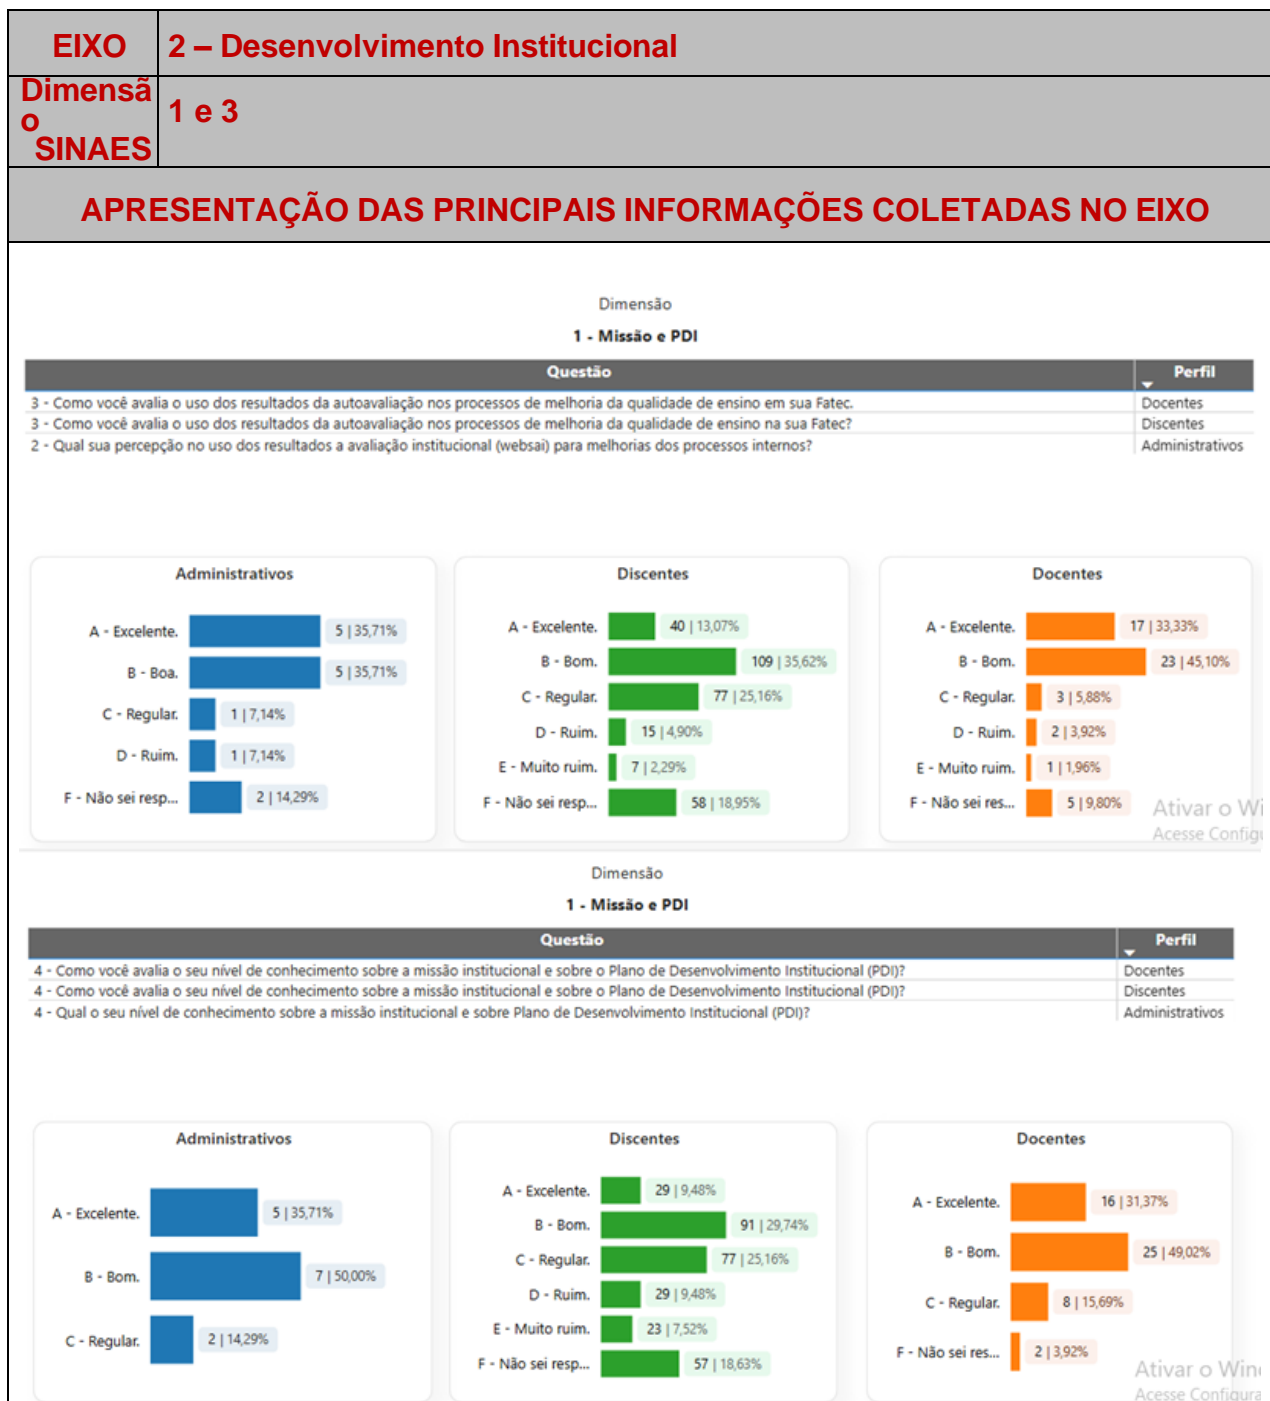 EIXO 2 – Desenvolvimento Institucional
Dimensã
o
SINAES
1 e 3
APRESENTAÇÃO DAS PRINCIPAIS INFORMAÇÕES COLETADAS NO EIXO
Dimensão
1 - Missão e PDI
Questão Perfil
3 - Como você avalia o uso dos resultados da autoavaliação nos processos de melhoria da qualidade de ensino em sua Fatec. Docentes
3 - Como você avalia o uso dos resultados da autoavaliação nos processos de melhoria da qualidade de ensino na sua Fatec? Discentes
2 - Qual sua percepção no uso dos resultados a avaliação institucional (websai) para melhorias dos processos internos? Administrativos
Administrativos
A - Excelente. 5 | 35,71%
B - Boa. 5 | 35,71%
C - Regular. 1 | 7,14%
D - Ruim. 1 | 7,14%
F - Não sei resp... 2 | 14,29%
Discentes
A - Excelente. 40 | 13,07%
B - Bom. 109 | 35,62%
C - Regular. 77 | 25,16%
D - Ruim. 15 | 4,90%
E - Muito ruim. 7 | 2,29%
F - Não sei resp... 58 | 18,95%
Docentes
A - Excelente. 17 | 33,33%
B - Bom. 23 | 45,10%
C - Regular. 3 | 5,88%
D - Ruim. 2 | 3,92%
E - Muito ruim. 1 | 1,96%
F - Não sei res... 5 | 9,80%
Ativar o Wi
Acesse Configu
Dimensão
1 - Missão e PDI
Questão Perfil
4 - Como você avalia o seu nível de conhecimento sobre a missão institucional e sobre o Plano de Desenvolvimento Institucional (PDI)? Docentes
4 - Como você avalia o seu nível de conhecimento sobre a missão institucional e sobre o Plano de Desenvolvimento Institucional (PDI)? Discentes
4 - Qual o seu nível de conhecimento sobre a missão institucional e sobre Plano de Desenvolvimento Institucional (PDI)? Administrativos
Administrativos
A - Excelente. 5 | 35,71%
B - Bom. 7 | 50,00%
C - Regular. 2 | 14,29%
Discentes
A - Excelente. 29 | 9,48%
B - Bom. 91 | 29,74%
C - Regular. 77 | 25,16%
D - Ruim. 29 | 9,48%
E - Muito ruim. 23 | 7,52%
F - Não sei resp... 57 | 18,63%
Docentes
A - Excelente. 16 | 31,37%
B - Bom. 25 | 49,02%
C - Regular. 8 | 15,69%
F - Não sei res... 2 | 3,92%
Ativar o Win
Acesse Configura